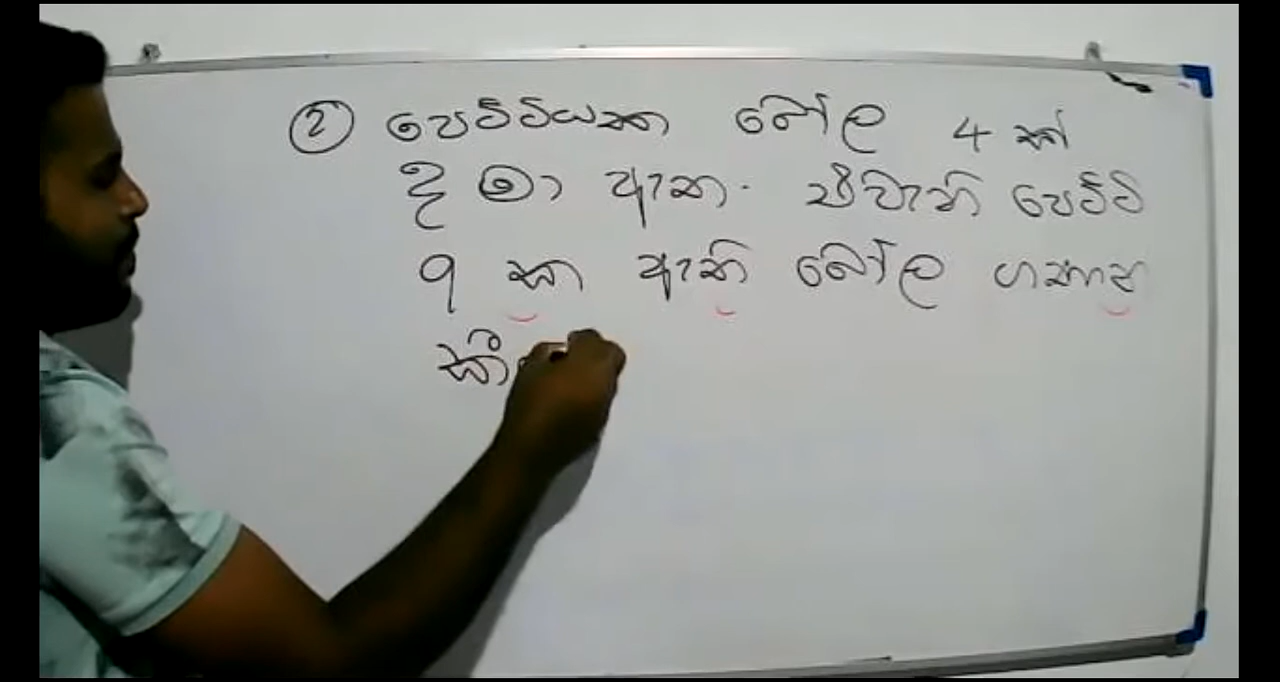 ② පෙට්ටියක බෝල 4 ක්
දමා ඇත. එවැනි පෙට්ටි
9 ක ඇති බෝල ගණන
කී